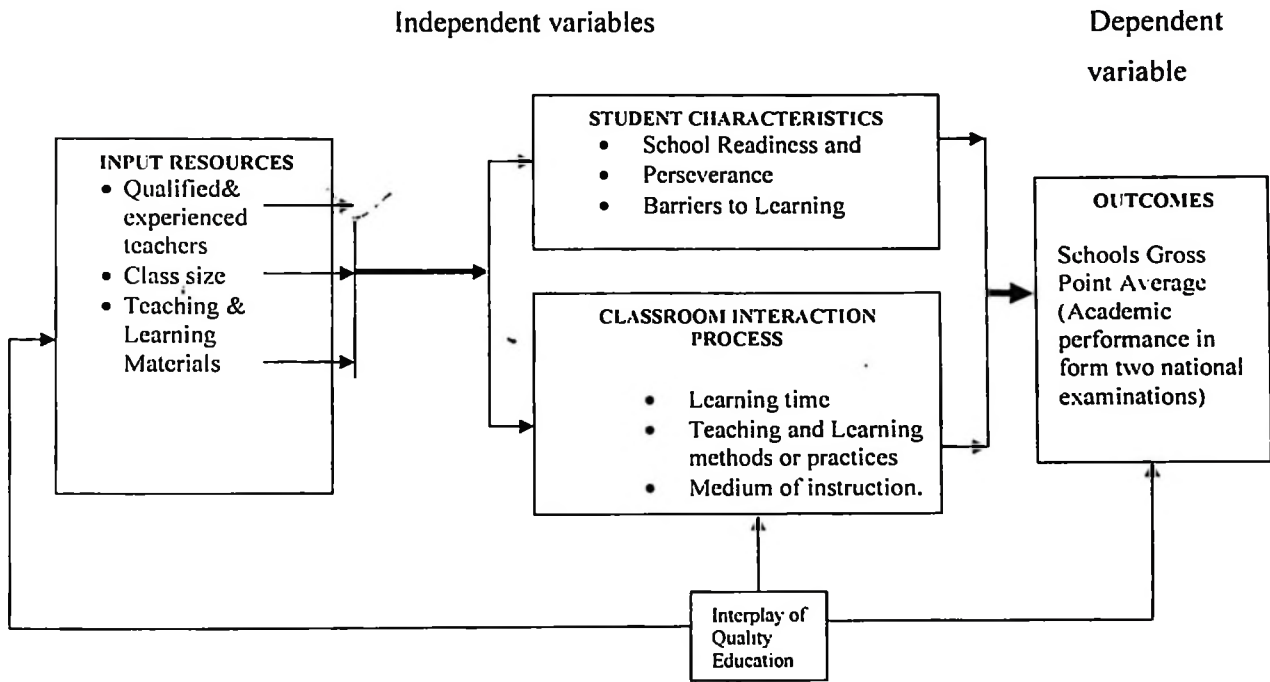 Independent variables
Dependent
variable
INPUT RESOURCES
• Qualified&
experienced
teachers
• Class size
• Teaching &
Learning
Materials
STUDENT CHARACTERISTICS
• School Readiness and
• Perseverance
• Barriers to Learning
CLASSROOM INTERACTION
PROCESS
• Learning time
• Teaching and Learning
methods or practices
• Medium of instruction.
OUTCOMES
Schools Gross
Point Average
(Academic
performance in
form two national
examinations)
Interplay of
Quality
Education